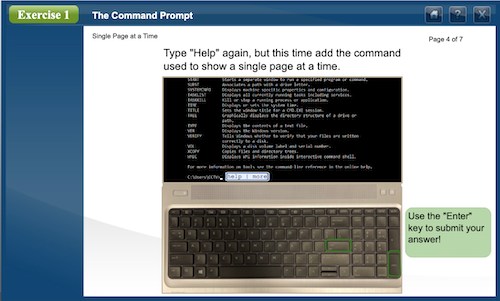 Exercise 1
The Command Prompt
Single Page at a Time
Page 4 of 7
Type "Help" again, but this time add the command
used to show a single page at a time.
START Starts a separate window to run a specified program or command.
SUBST Associates a path with a drive letter.
SYSTEMINFO Displays machine specific properties and configuration.
TASKLIST Displays all currently running tasks including services.
TASKKILL Kill or stop a running process or application.
TIME Displays or sets the system time.
TITLE Sets the window title for a CMD.EXE session.
TREE Graphically displays the directory structure of a drive or
path.
TYPE Displays the contents of a text file.
VER Displays the Windows version.
VERIFY Tells Windows whether to verify that your files are written
correctly to a disk.
VOL Displays a disk volume label and serial number.
XCOPY Copies files and directory trees.
WMIC Displays WMI information inside interactive command shell.
For more information on tools see the command-line reference in the online help.
help | more
Use the "Enter"
key to submit your
answer!